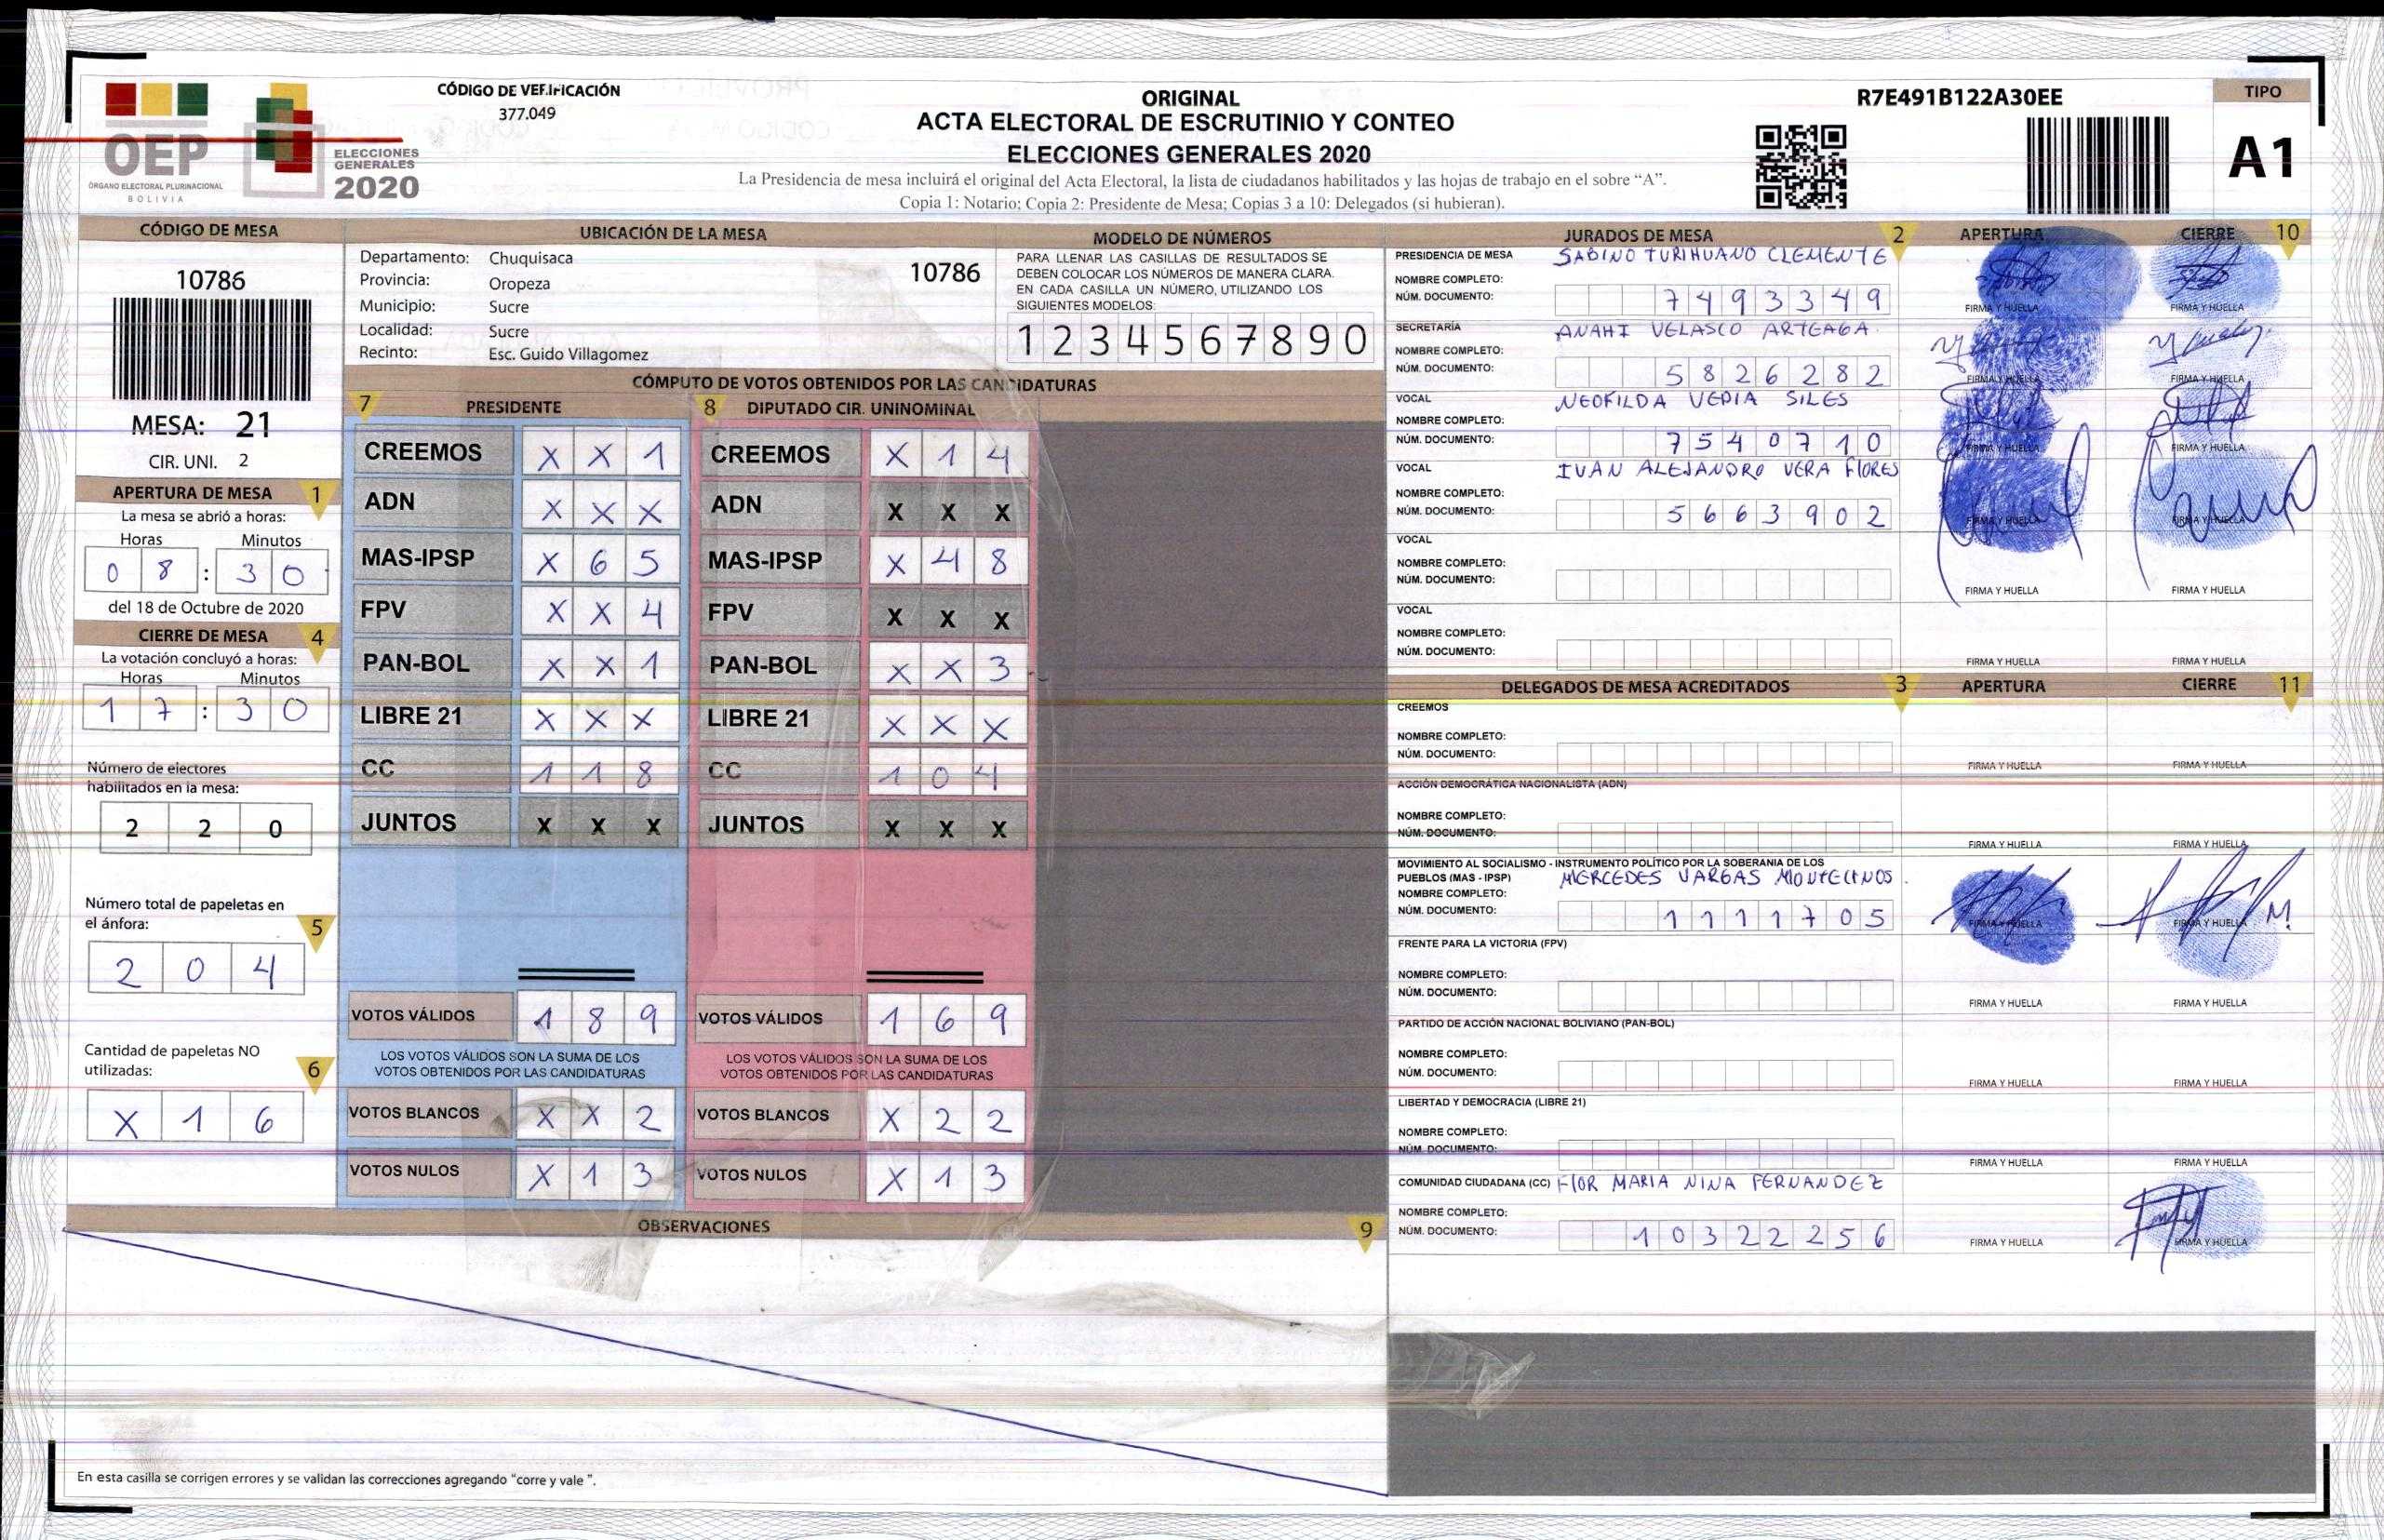 CÓDIGO DE VERIFICACIÓN
377.049
OEP
ÓRGANO ELECTORAL PLURINACIONAL
BOLIVIA
ELECCIONES
GENERALES
2020
ORIGINAL
ACTA ELECTORAL DE ESCRUTINIO Y CONTEO
ELECCIONES GENERALES 2020
La Presidencia de mesa incluirá el original del Acta Electoral, la lista de ciudadanos habilitados y las hojas de trabajo en el sobre “A”.
Copia 1: Notario; Copia 2: Presidente de Mesa; Copias 3 a 10: Delegados (si hubieran).
R7E491B122A30EE
TIPO
A1
CÓDIGO DE MESA
10786
MESA: 21
CIR. UNI. 2
APERTURA DE MESA 1
La mesa se abrió a horas:
Horas Minutos
0 8 : 3 0
del 18 de Octubre de 2020
CIERRE DE MESA 4
La votación concluyó a horas:
Horas Minutos
1 7 : 3 0
Número de electores
habilitados en la mesa:
2 2 0
Número total de papeletas en
el ánfora: 5
2 0 4
Cantidad de papeletas NO
utilizadas: 6
X 1 6
UBICACIÓN DE LA MESA
Departamento: Chuquisaca
10786
Provincia: Oropeza
Municipio: Sucre
Localidad: Sucre
Recinto: Esc. Guido Villagomez
MODELO DE NÚMEROS
PARA LLENAR LAS CASILLAS DE RESULTADOS SE
DEBEN COLOCAR LOS NÚMEROS DE MANERA CLARA.
EN CADA CASILLA UN NÚMERO, UTILIZANDO LOS
SIGUIENTES MODELOS:
1 2 3 4 5 6 7 8 9 0
CÓMPUTO DE VOTOS OBTENIDOS POR LAS CANDIDATURAS
7 PRESIDENTE 8 DIPUTADO CIR. UNINOMINAL
CREEMOS X X 1 CREEMOS X 1 4
ADN X X X ADN X X X
MAS-IPSP X 6 5 MAS-IPSP X 4 8
FPV X X 4 FPV X X X
PAN-BOL X X 1 PAN-BOL X X 3
LIBRE 21 X X X LIBRE 21 X X X
CC 1 1 8 CC 1 0 4
JUNTOS X X X JUNTOS X X X
VOTOS VÁLIDOS 1 8 9 VOTOS VÁLIDOS 1 6 9
LOS VOTOS VÁLIDOS SON LA SUMA DE LOS LOS VOTOS VÁLIDOS SON LA SUMA DE LOS
VOTOS OBTENIDOS POR LAS CANDIDATURAS VOTOS OBTENIDOS POR LAS CANDIDATURAS
VOTOS BLANCOS X X 2 VOTOS BLANCOS X 2 2
VOTOS NULOS X 1 3 VOTOS NULOS X 1 3
OBSERVACIONES 9
En esta casilla se corrigen errores y se validan las correcciones agregando “corre y vale ”.
JURADOS DE MESA 2 APERTURA CIERRE 10
PRESIDENCIA DE MESA SABINO TURIHUANO CLEMENTE
NOMBRE COMPLETO:
NÚM. DOCUMENTO: 7 4 9 3 3 4 9
FIRMA Y HUELLA FIRMA Y HUELLA
SECRETARÍA ANAHI VELASCO ARTEAGA.
NOMBRE COMPLETO:
NÚM. DOCUMENTO: 5 8 2 6 2 8 2
FIRMA Y HUELLA FIRMA Y HUELLA
VOCAL NEOFILDA VEDIA SILES
NOMBRE COMPLETO:
NÚM. DOCUMENTO: 7 5 4 0 7 1 0
FIRMA Y HUELLA FIRMA Y HUELLA
VOCAL IVAN ALEJANDRO VERA FLORES
NOMBRE COMPLETO:
NÚM. DOCUMENTO: 5 6 6 3 9 0 2
FIRMA Y HUELLA FIRMA Y HUELLA
VOCAL
NOMBRE COMPLETO:
NÚM. DOCUMENTO:
FIRMA Y HUELLA FIRMA Y HUELLA
VOCAL
NOMBRE COMPLETO:
NÚM. DOCUMENTO:
FIRMA Y HUELLA FIRMA Y HUELLA
DELEGADOS DE MESA ACREDITADOS 3 APERTURA CIERRE 11
CREEMOS
NOMBRE COMPLETO:
NÚM. DOCUMENTO:
FIRMA Y HUELLA FIRMA Y HUELLA
ACCIÓN DEMOCRÁTICA NACIONALISTA (ADN)
NOMBRE COMPLETO:
NÚM. DOCUMENTO:
FIRMA Y HUELLA FIRMA Y HUELLA
MOVIMIENTO AL SOCIALISMO - INSTRUMENTO POLÍTICO POR LA SOBERANIA DE LOS
PUEBLOS (MAS - IPSP) MERCEDES VARGAS MONTECINOS.
NOMBRE COMPLETO:
NÚM. DOCUMENTO: 1 1 1 1 7 0 5
FIRMA Y HUELLA FIRMA Y HUELLA
FRENTE PARA LA VICTORIA (FPV)
NOMBRE COMPLETO:
NÚM. DOCUMENTO:
FIRMA Y HUELLA FIRMA Y HUELLA
PARTIDO DE ACCIÓN NACIONAL BOLIVIANO (PAN-BOL)
NOMBRE COMPLETO:
NÚM. DOCUMENTO:
FIRMA Y HUELLA FIRMA Y HUELLA
LIBERTAD Y DEMOCRACIA (LIBRE 21)
NOMBRE COMPLETO:
NÚM. DOCUMENTO:
FIRMA Y HUELLA FIRMA Y HUELLA
COMUNIDAD CIUDADANA (CC) FLOR MARIA NINA FERNANDEZ
NOMBRE COMPLETO:
NÚM. DOCUMENTO: 1 0 3 2 2 2 5 6
FIRMA Y HUELLA FIRMA Y HUELLA